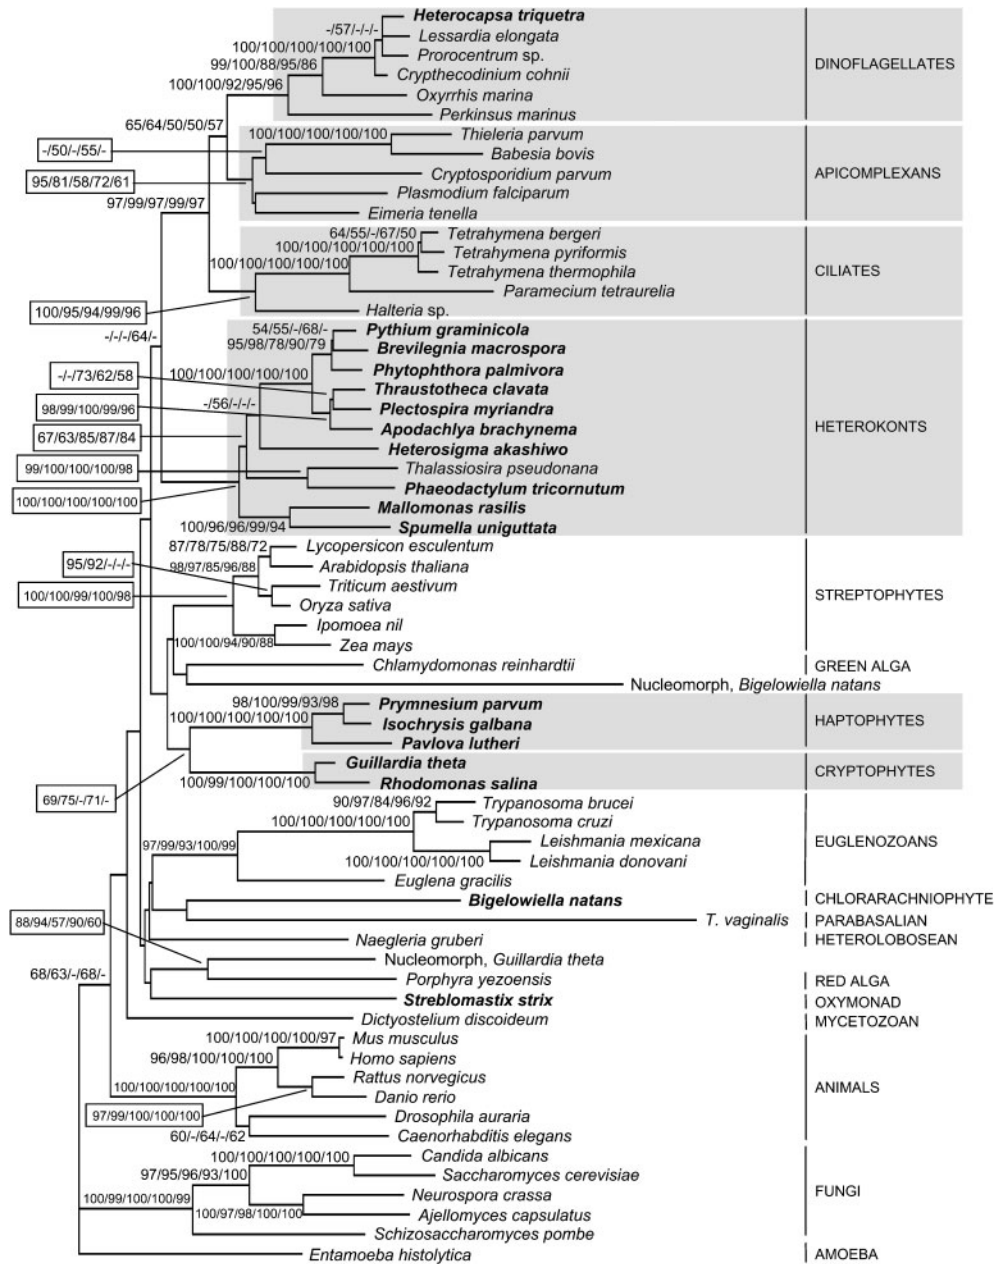 Heterocapsa triquetra
-/57/-/-/-
Lessardia elongata
100/100/100/100/100
Prorocentrum sp.
DINOFLAGELLATES
99/100/88/95/86
Crypthecodinium cohnii
100/100/92/95/96
Oxyrrhis marina
Perkinsus marinus
65/64/50/50/57
100/100/100/100/100
Thieleria parvum
-/50/-/55/-
Babesia bovis
Cryptosporidium parvum
APICOMPLEXANS
95/81/58/72/61
Plasmodium falciparum
97/99/97/99/97
Eimeria tenella
64/55/-/67/50
Tetrahymena bergeri
100/100/100/100/100
Tetrahymena pyriformis
100/100/100/100/100
Tetrahymena thermophila
CILIATES
Paramecium tetraurelia
100/95/94/99/96
Halteria sp.
-/-/-/64/-
54/55/-/68/-
Pythium graminicola
95/98/78/90/79
Brevilegnia macrospora
-/-/73/62/58
100/100/100/100/100
Phytophthora palmivora
Thraustotheca clavata
98/99/100/99/96
-/56/-/-/-
Plectospira myriandra
Apodachlya brachynema
HETEROKONTS
67/63/85/87/84
Heterosigma akashiwo
99/100/100/100/98
Thalassiosira pseudonana
Phaeodactylum tricornutum
100/100/100/100/100
Mallomonas rasilis
100/96/96/99/94
Spumella uniguttata
87/78/75/88/72
Lycopersicon esculentum
95/92/-/-/-
98/97/85/96/88
Arabidopsis thaliana
Triticum aestivum
100/100/99/100/98
Oryza sativa
STREPTOPHYTES
Ipomoea nil
100/100/94/90/88
Zea mays
Chlamydomonas reinhardtii
GREEN ALGA
Nucleomorph, Bigelowiella natans
98/100/99/93/98
Prymnesium parvum
100/100/100/100/100
Isochrysis galbana
HAPTOPHYTES
Pavlova lutheri
Guillardia theta
CRYPTOPHYTES
100/99/100/100/100
Rhodomonas salina
69/75/-/71/-
90/97/84/96/92
Trypanosoma brucei
100/100/100/100/100
Trypanosoma cruzi
97/99/93/100/99
Leishmania mexicana
EUGLENOZOANS
100/100/100/100/100
Leishmania donovani
Euglena gracilis
Bigelowiella natans
CHLORARACHNIOPHYTE
88/94/57/90/60
T. vaginalis
PARABASALIAN
Naegleria gruberi
HETEROLOBOSEAN
Nucleomorph, Guillardia theta
68/63/-/68/-
Porphyra yezoensis
RED ALGA
Streblomastix strix
OXYMONAD
Dictyostelium discoideum
MYCETOZOAN
100/100/100/100/97
Mus musculus
96/98/100/100/100
Homo sapiens
Rattus norvegicus
100/100/100/100/100
Danio rerio
ANIMALS
97/99/100/100/100
Drosophila auraria
60/-/64/-/62
Caenorhabditis elegans
100/100/100/100/100
Candida albicans
97/95/96/93/100
Saccharomyces cerevisiae
100/99/100/100/99
Neurospora crassa
FUNGI
100/97/98/100/100
Ajellomyces capsulatus
Schizosaccharomyces pombe
Entamoeba histolytica
AMOEBA